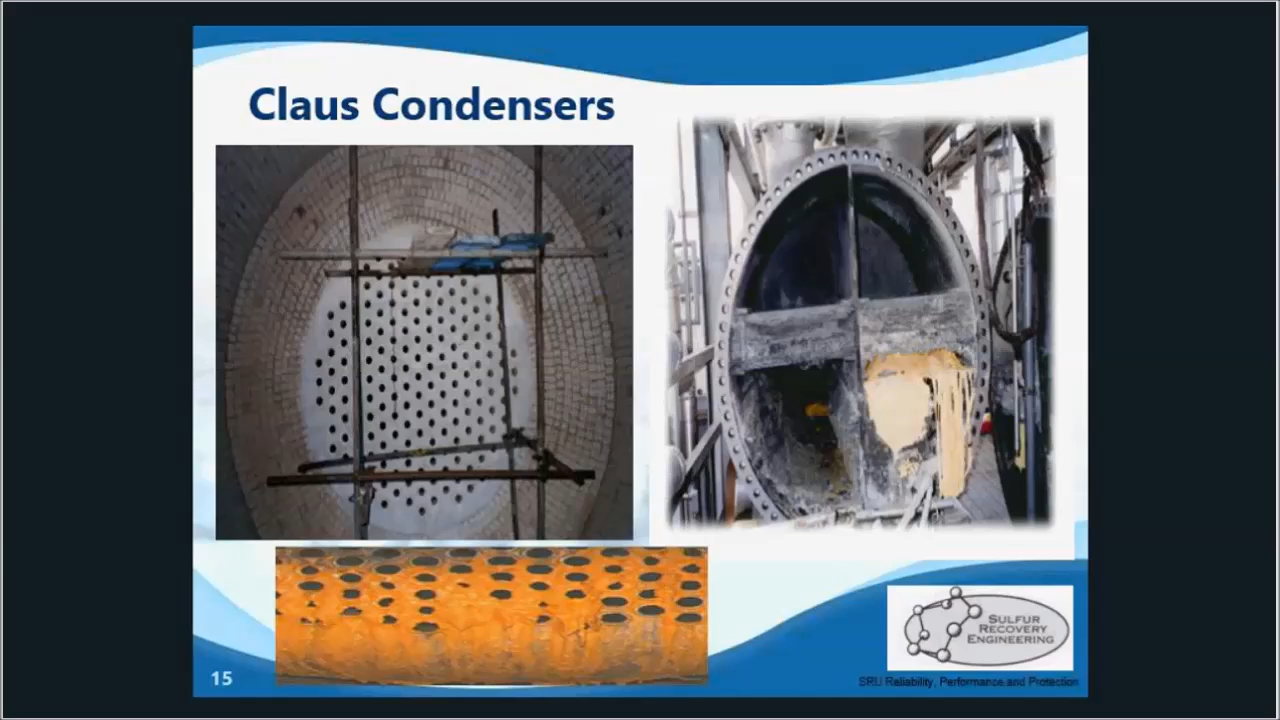 Claus Condensers
SULFUR
RECOVERY
ENGINEERING
15
SRU Reliability, Performance and Protection